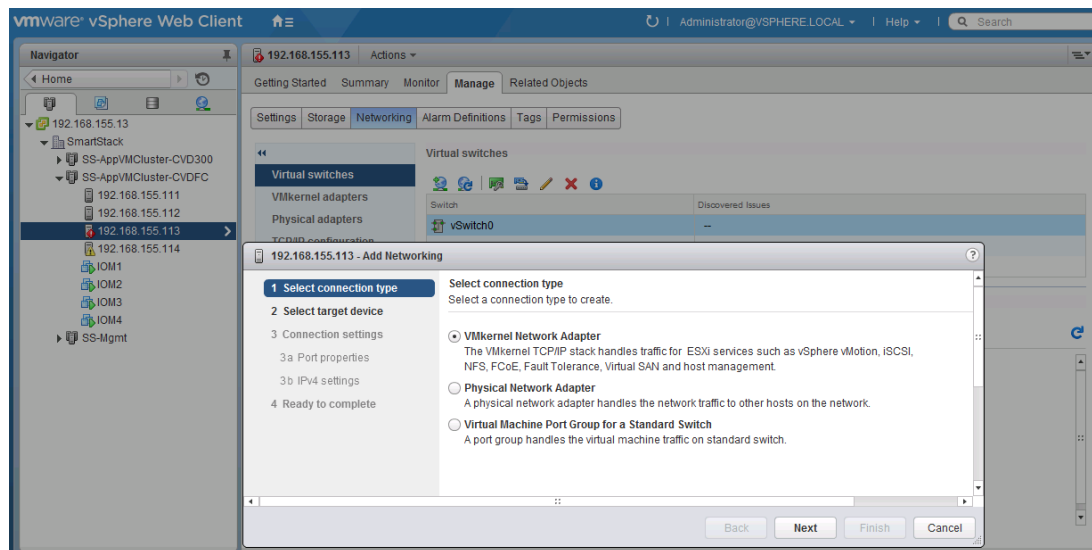 vmware® vSphere Web Client
Administrator@VSPHERE.LOCAL
Help
Search
Navigator
Home
192.168.155.13
SmartStack
SS-AppVMCluster-CVD300
SS-AppVMCluster-CVDFC
192.168.155.111
192.168.155.112
192.168.155.113
192.168.155.114
IOM1
IOM2
IOM3
IOM4
SS-Mgmt
192.168.155.113 Actions
Getting Started Summary Monitor Manage Related Objects
Settings Storage Networking Alarm Definitions Tags Permissions
Virtual switches
VMkernel adapters
Physical adapters
TCP/IP configuration
Virtual switches
Switch Discovered Issues
vSwitch0 --
192.168.155.113 - Add Networking
1 Select connection type
2 Select target device
3 Connection settings
3a Port properties
3b IPv4 settings
4 Ready to complete
Select connection type
Select a connection type to create.
VMkernel Network Adapter
The VMkernel TCP/IP stack handles traffic for ESXi services such as vSphere vMotion, iSCSI,
NFS, FCoE, Fault Tolerance, Virtual SAN and host management.
Physical Network Adapter
A physical network adapter handles the network traffic to other hosts on the network.
Virtual Machine Port Group for a Standard Switch
A port group handles the virtual machine traffic on standard switch.
Back Next Finish Cancel